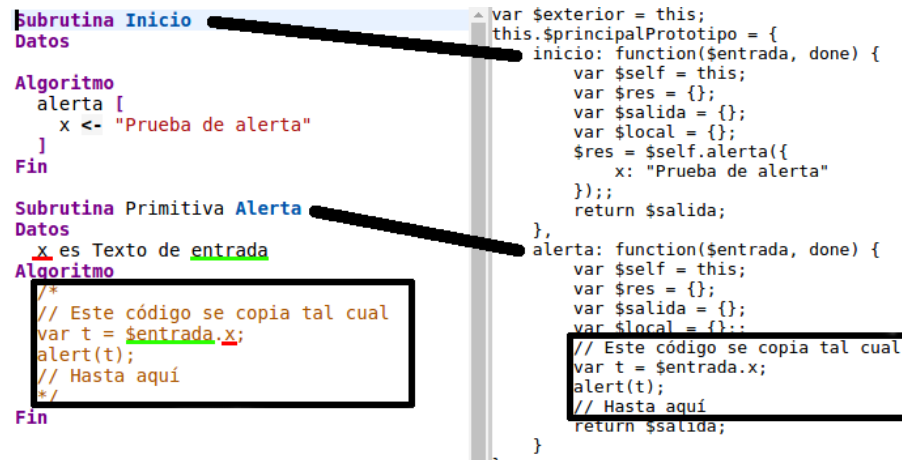 Subrutina Inicio
Datos
Algoritmo
alerta [
x <- "Prueba de alerta"
]
Fin
Subrutina Primitiva Alerta
Datos
x es Texto de entrada
Algoritmo
/*
// Este código se copia tal cual
var t = $entrada.x;
alert(t);
// Hasta aquí
*/
Fin
var $exterior = this;
this.$principalPrototipo = {
inicio: function($entrada, done) {
var $self = this;
var $res = {};
var $salida = {};
var $local = {};
$res = $self.alerta({
x: "Prueba de alerta"
});;
return $salida;
},
alerta: function($entrada, done) {
var $self = this;
var $res = {};
var $salida = {};
var $local = {};;
// Este código se copia tal cual
var t = $entrada.x;
alert(t);
// Hasta aquí
return $salida;
}